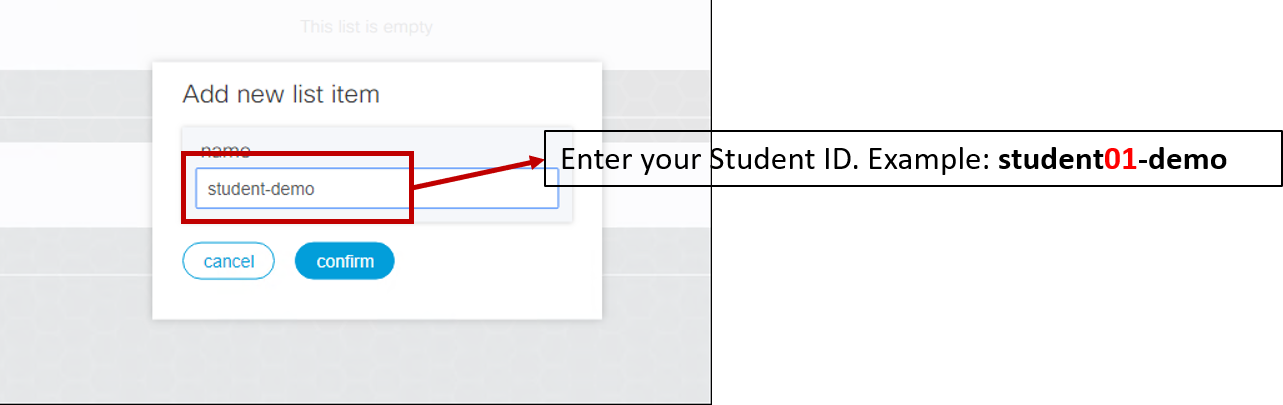 This list is empty
Add new list item
name
Enter your Student ID. Example: student01-demo
student-demo
cancel
confirm